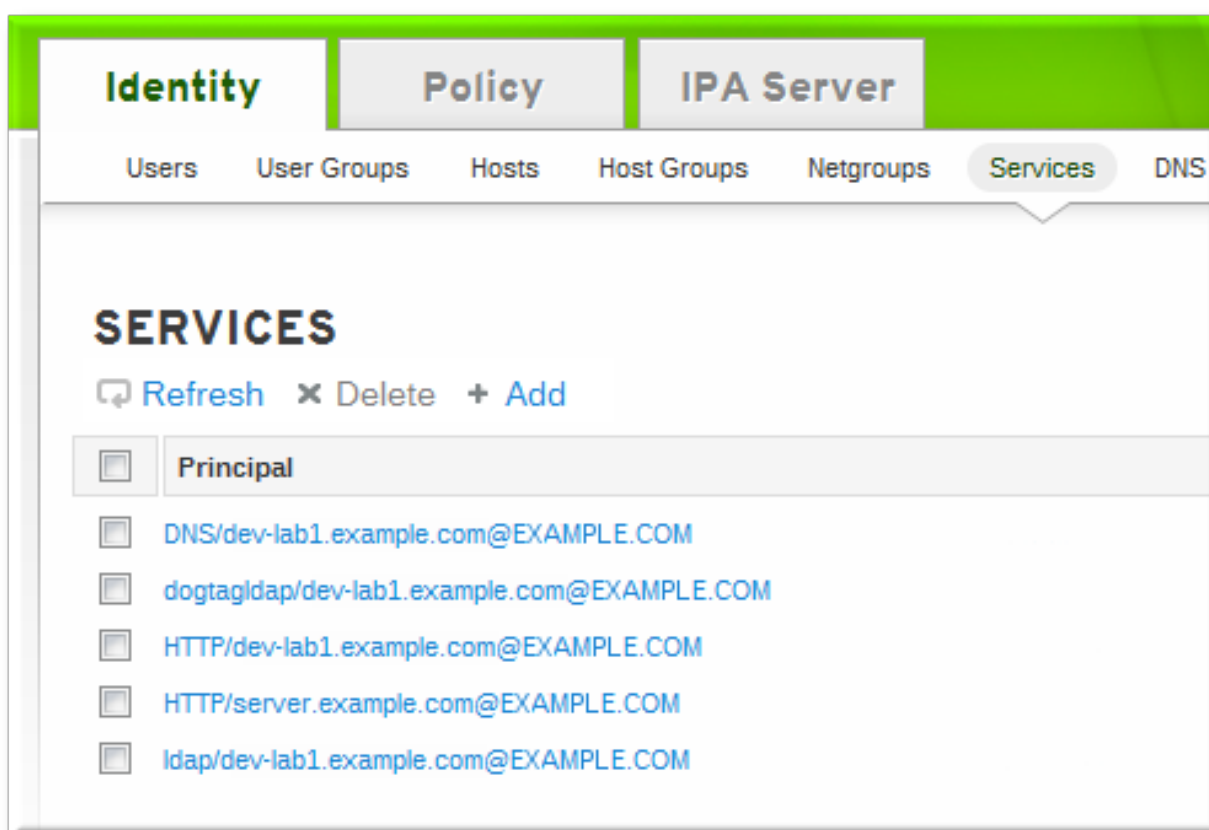 Identity Policy IPA Server
Users User Groups Hosts Host Groups Netgroups Services DNS
SERVICES
Refresh Delete + Add
Principal
DNS/dev-lab1.example.com@EXAMPLE.COM
dogtagldap/dev-lab1.example.com@EXAMPLE.COM
HTTP/dev-lab1.example.com@EXAMPLE.COM
HTTP/server.example.com@EXAMPLE.COM
ldap/dev-lab1.example.com@EXAMPLE.COM